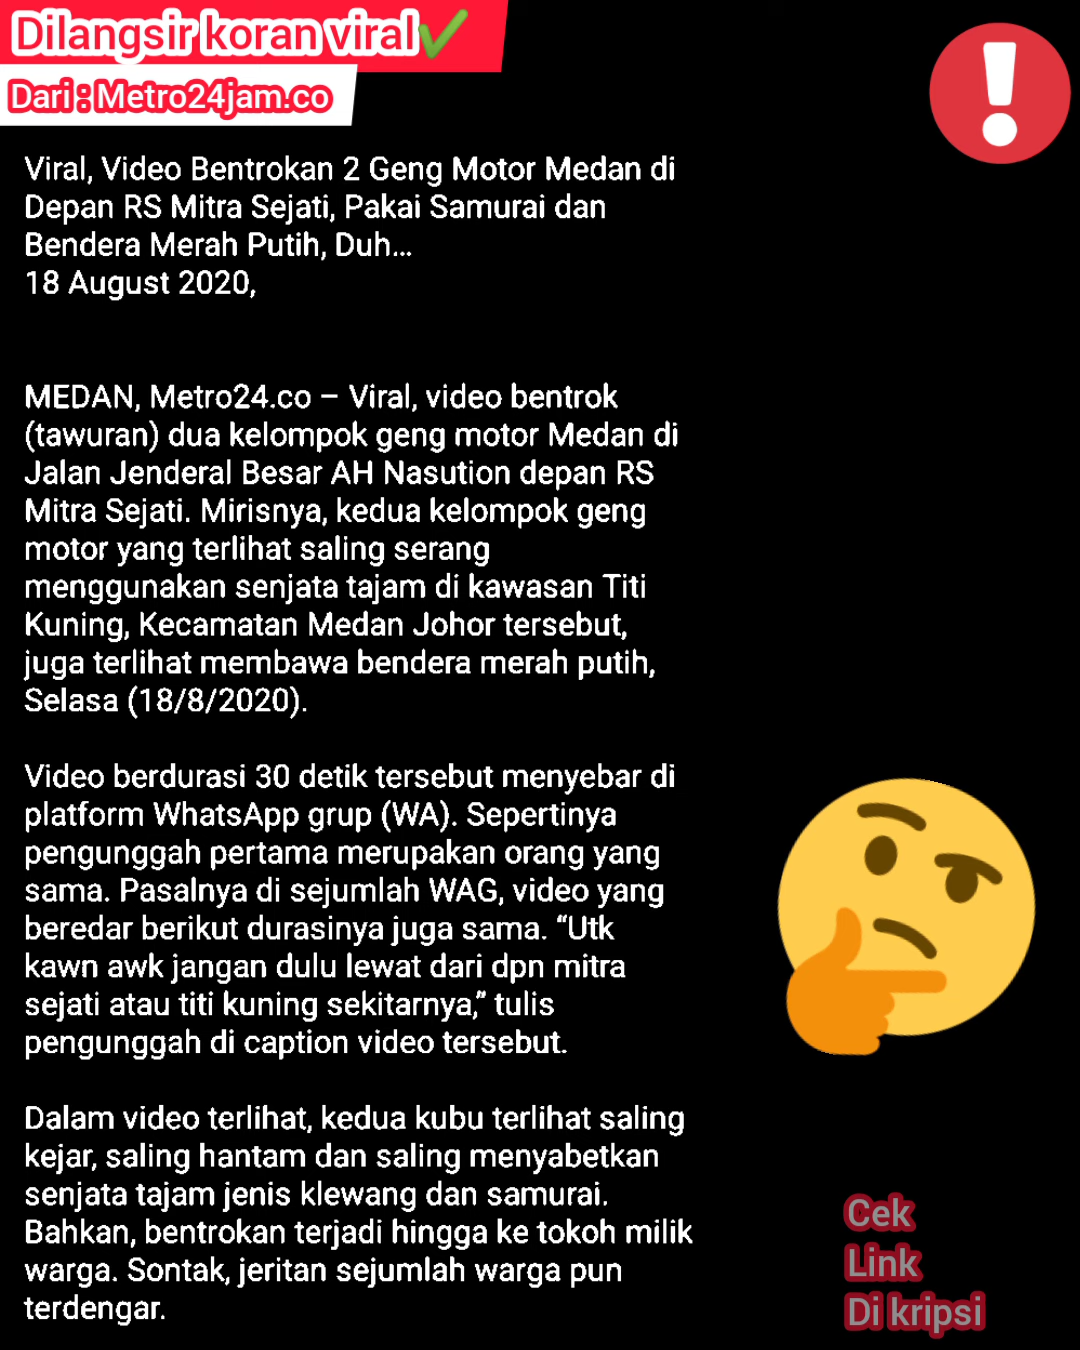 Dilangsir koran viral
Dari : Metro24jam.co
Viral, Video Bentrokan 2 Geng Motor Medan di
Depan RS Mitra Sejati, Pakai Samurai dan
Bendera Merah Putih, Duh...
18 August 2020,
MEDAN, Metro24.co – Viral, video bentrok
(tawuran) dua kelompok geng motor Medan di
Jalan Jenderal Besar AH Nasution depan RS
Mitra Sejati. Mirisnya, kedua kelompok geng
motor yang terlihat saling serang
menggunakan senjata tajam di kawasan Titi
Kuning, Kecamatan Medan Johor tersebut,
juga terlihat membawa bendera merah putih,
Selasa (18/8/2020).
Video berdurasi 30 detik tersebut menyebar di
platform WhatsApp grup (WA). Sepertinya
pengunggah pertama merupakan orang yang
sama. Pasalnya di sejumlah WAG, video yang
beredar berikut durasinya juga sama. “Utk
kawn awk jangan dulu lewat dari dpn mitra
sejati atau titi kuning sekitarnya,” tulis
pengunggah di caption video tersebut.
Dalam video terlihat, kedua kubu terlihat saling
kejar, saling hantam dan saling menyabetkan
senjata tajam jenis klewang dan samurai.
Bahkan, bentrokan terjadi hingga ke tokoh milik
warga. Sontak, jeritan sejumlah warga pun
terdengar.
Cek
Link
Di kripsi